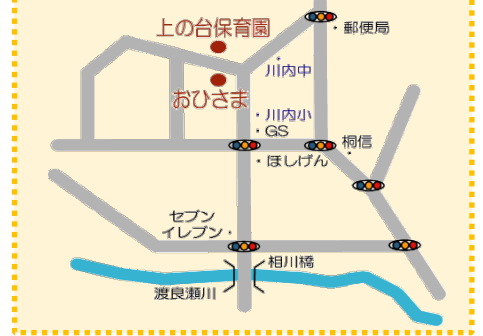 上の台保育園
郵便局
川内中
おひさま
川内小
GS
桐信
ほしげん
セブン
イレブン
相川橋
渡良瀬川